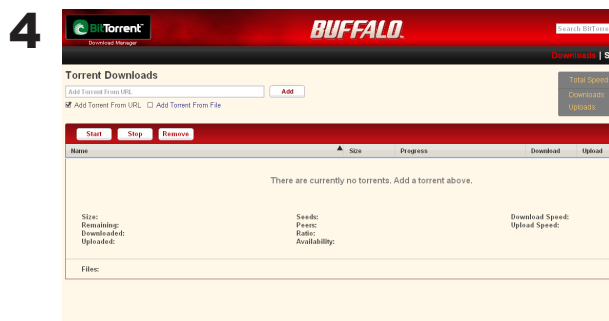 4
BitTorrent
Download Manager
BUFFALO
Search BitTorre
Downloads | S
Torrent Downloads
Add Torrent From URL
Add
Add Torrent From URL Add Torrent From File
Total Speed
Downloads
Uploads
Start Stop Remove
Name Size Progress Download Upload
There are currently no torrents. Add a torrent above.
Size: Seeds: Download Speed:
Remaining: Peers: Upload Speed:
Downloaded: Ratio:
Uploaded: Availability:
Files: